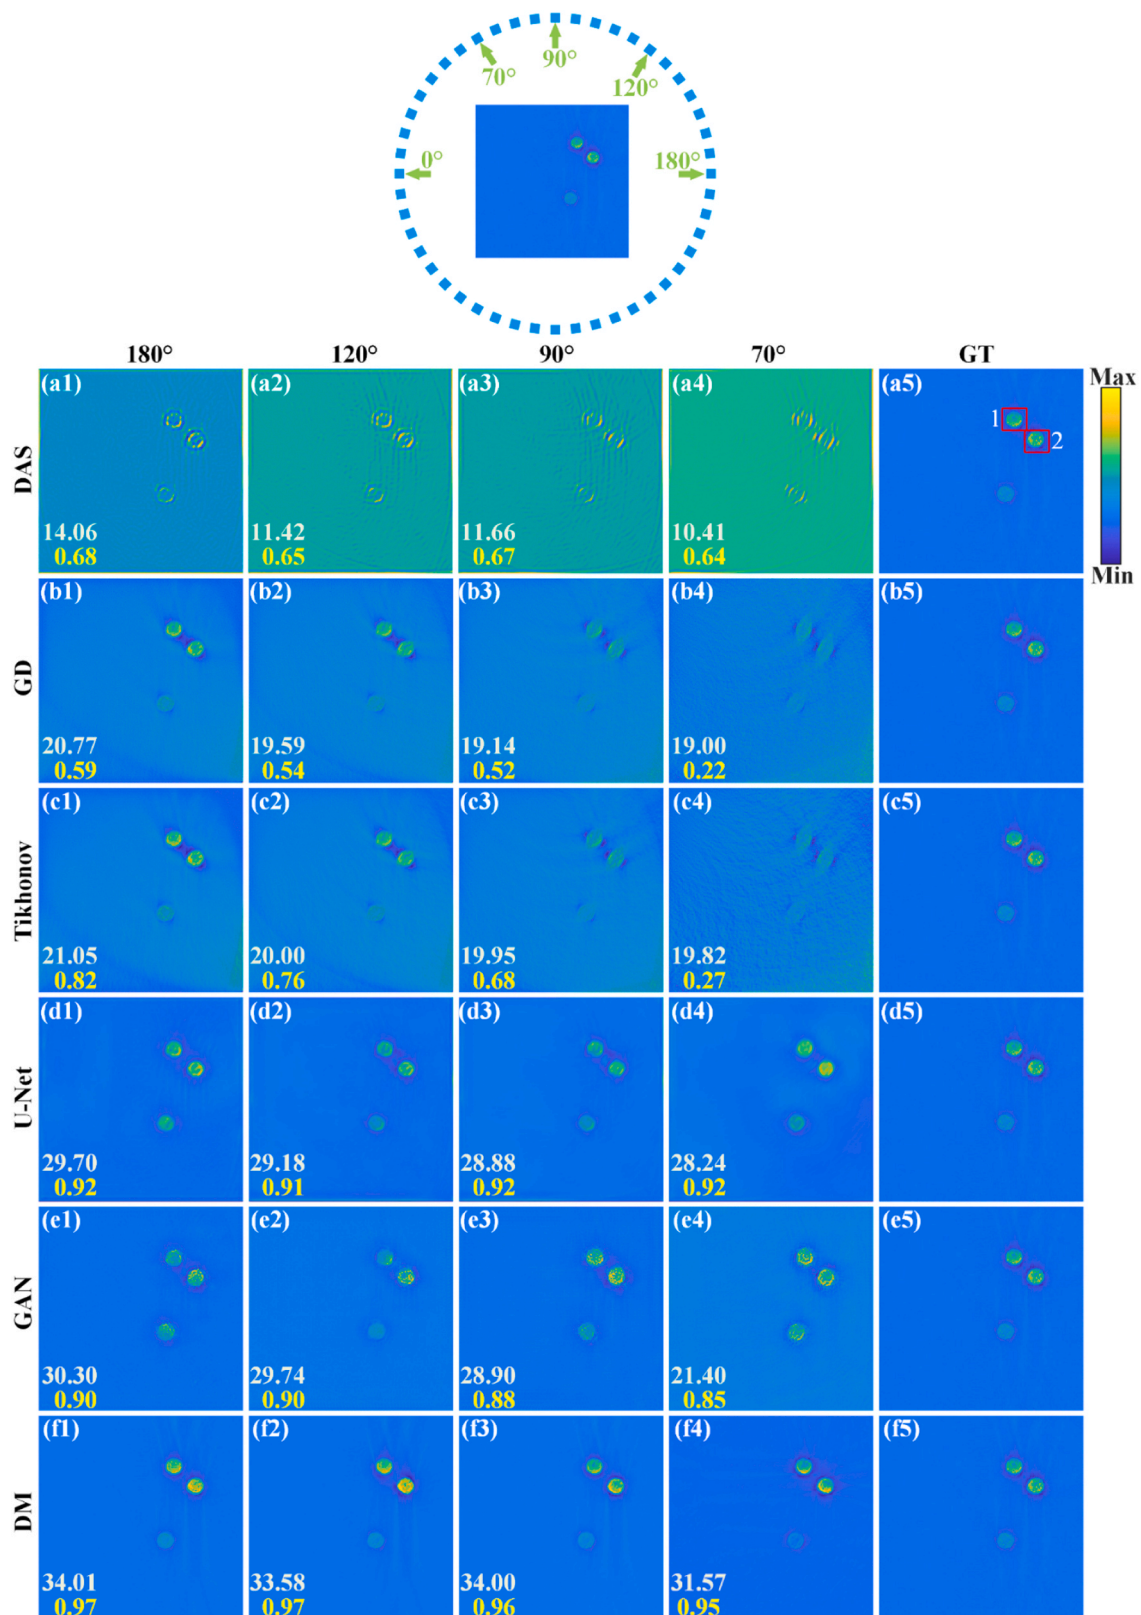 90°
70°
120°
0°
180°
180° 120° 90° 70° GT
DAS
(a1) (a2) (a3) (a4) (a5)
Max
1
2
14.06 11.42 11.66 10.41
0.68 0.65 0.67 0.64
Min
GD
(b1) (b2) (b3) (b4) (b5)
20.77 19.59 19.14 19.00
0.59 0.54 0.52 0.22
Tikhonov
(c1) (c2) (c3) (c4) (c5)
21.05 20.00 19.95 19.82
0.82 0.76 0.68 0.27
U-Net
(d1) (d2) (d3) (d4) (d5)
29.70 29.18 28.88 28.24
0.92 0.91 0.92 0.92
GAN
(e1) (e2) (e3) (e4) (e5)
30.30 29.74 28.90 21.40
0.90 0.90 0.88 0.85
DM
(f1) (f2) (f3) (f4) (f5)
34.01 33.58 34.00 31.57
0.97 0.97 0.96 0.95